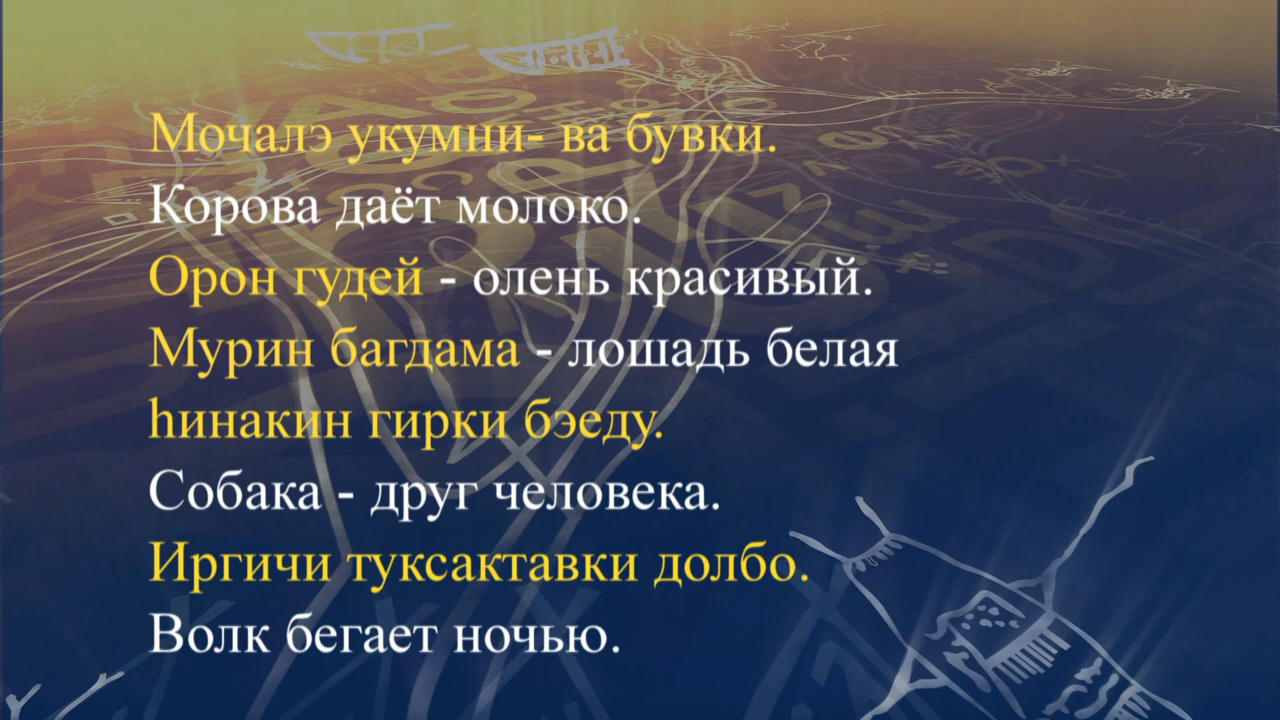 Мочалэ укумни- ва бувки.
Корова даёт молоко.
Орон гудей - олень красивый.
Мурин багдама - лошадь белая
hинакин гирки бэеду.
Собака - друг человека.
Иргичи туксактавки долбо.
Волк бегает ночью.